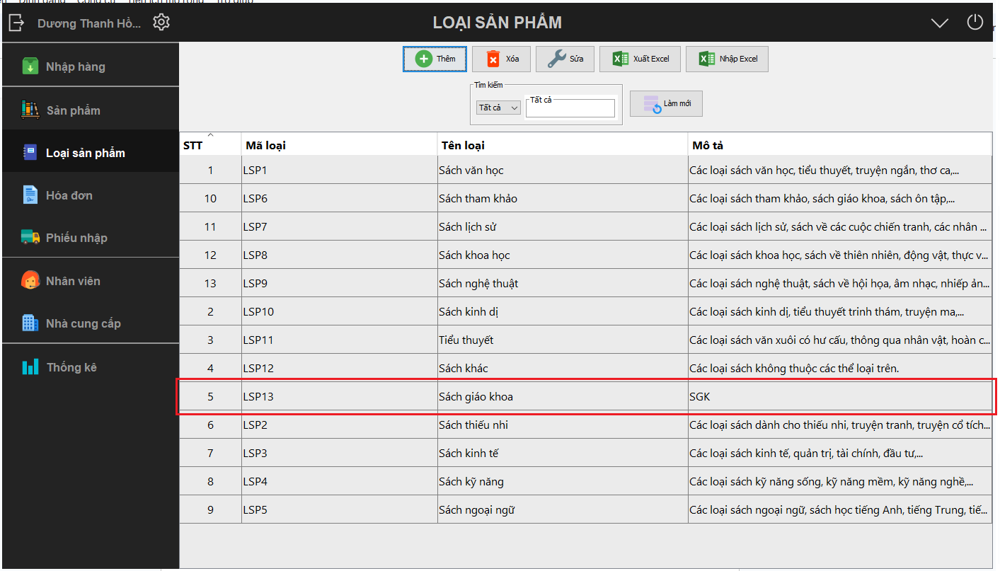 Dương Thanh Hồ...
LOẠI SẢN PHẨM
Nhập hàng
Sản phẩm
Loại sản phẩm
Hóa đơn
Phiếu nhập
Nhân viên
Nhà cung cấp
Thống kê
Thêm Xóa Sửa Xuất Excel Nhập Excel
Tìm kiếm
Tất cả Tất cả Làm mới
STT Mã loại Tên loại Mô tả
1 LSP1 Sách văn học Các loại sách văn học, tiểu thuyết, truyện ngắn, thơ ca,...
10 LSP6 Sách tham khảo Các loại sách tham khảo, sách giáo khoa, sách ôn tập,...
11 LSP7 Sách lịch sử Các loại sách lịch sử, sách về các cuộc chiến tranh, các nhân ...
12 LSP8 Sách khoa học Các loại sách khoa học, sách về thiên nhiên, động vật, thực v...
13 LSP9 Sách nghệ thuật Các loại sách nghệ thuật, sách về hội họa, âm nhạc, nhiếp ản...
2 LSP10 Sách kinh dị Các loại sách kinh dị, tiểu thuyết trinh thám, truyện ma,...
3 LSP11 Tiểu thuyết Các loại sách văn xuôi có hư cấu, thông qua nhân vật, hoàn c...
4 LSP12 Sách khác Các loại sách không thuộc các thể loại trên.
5 LSP13 Sách giáo khoa SGK
6 LSP2 Sách thiếu nhi Các loại sách dành cho thiếu nhi, truyện tranh, truyện cổ tích...
7 LSP3 Sách kinh tế Các loại sách kinh tế, quản trị, tài chính, đầu tư,...
8 LSP4 Sách kỹ năng Các loại sách kỹ năng sống, kỹ năng mềm, kỹ năng nghề,...
9 LSP5 Sách ngoại ngữ Các loại sách ngoại ngữ, sách học tiếng Anh, tiếng Trung, tiế...